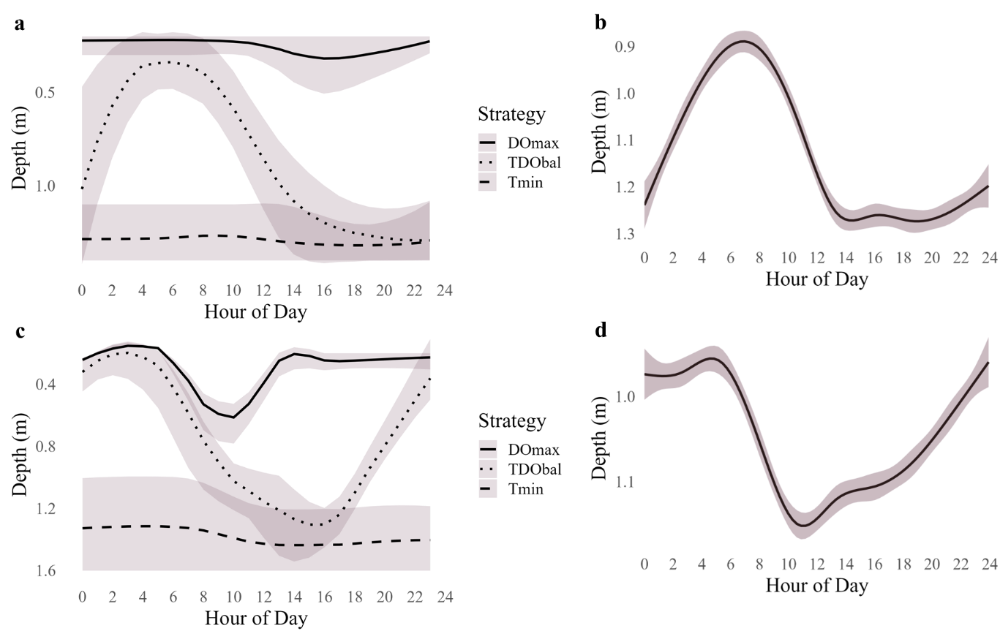 a
Depth (m)
0.5
1.0
0 2 4 6 8 10 12 14 16 18 20 22 24
Hour of Day
Strategy
DOmax
TDObal
Tmin
b
Depth (m)
0.9
1.0
1.1
1.2
1.3
0 2 4 6 8 10 12 14 16 18 20 22 24
Hour of Day
c
Depth (m)
0.4
0.8
1.2
1.6
0 2 4 6 8 10 12 14 16 18 20 22 24
Hour of Day
Strategy
DOmax
TDObal
Tmin
d
Depth (m)
1.0
1.1
0 2 4 6 8 10 12 14 16 18 20 22 24
Hour of Day